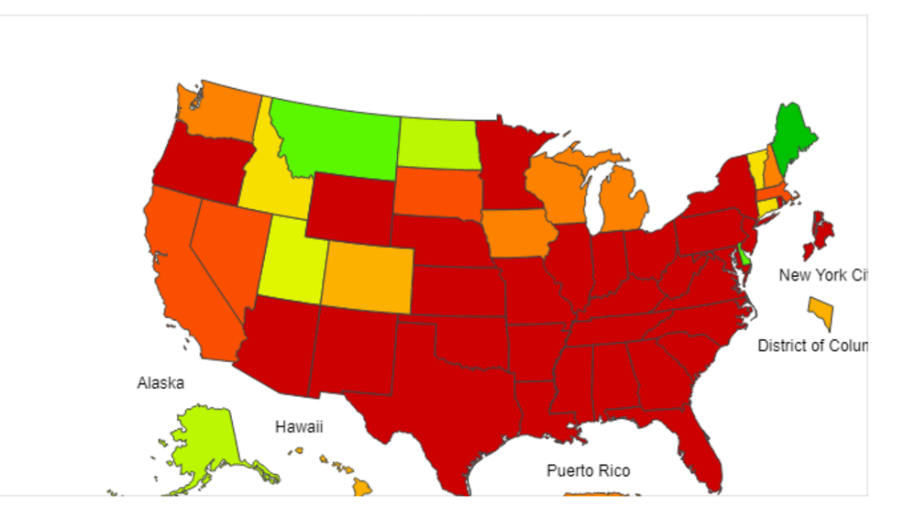 New York Ci
District of Colun
Alaska
Hawaii
Puerto Rico